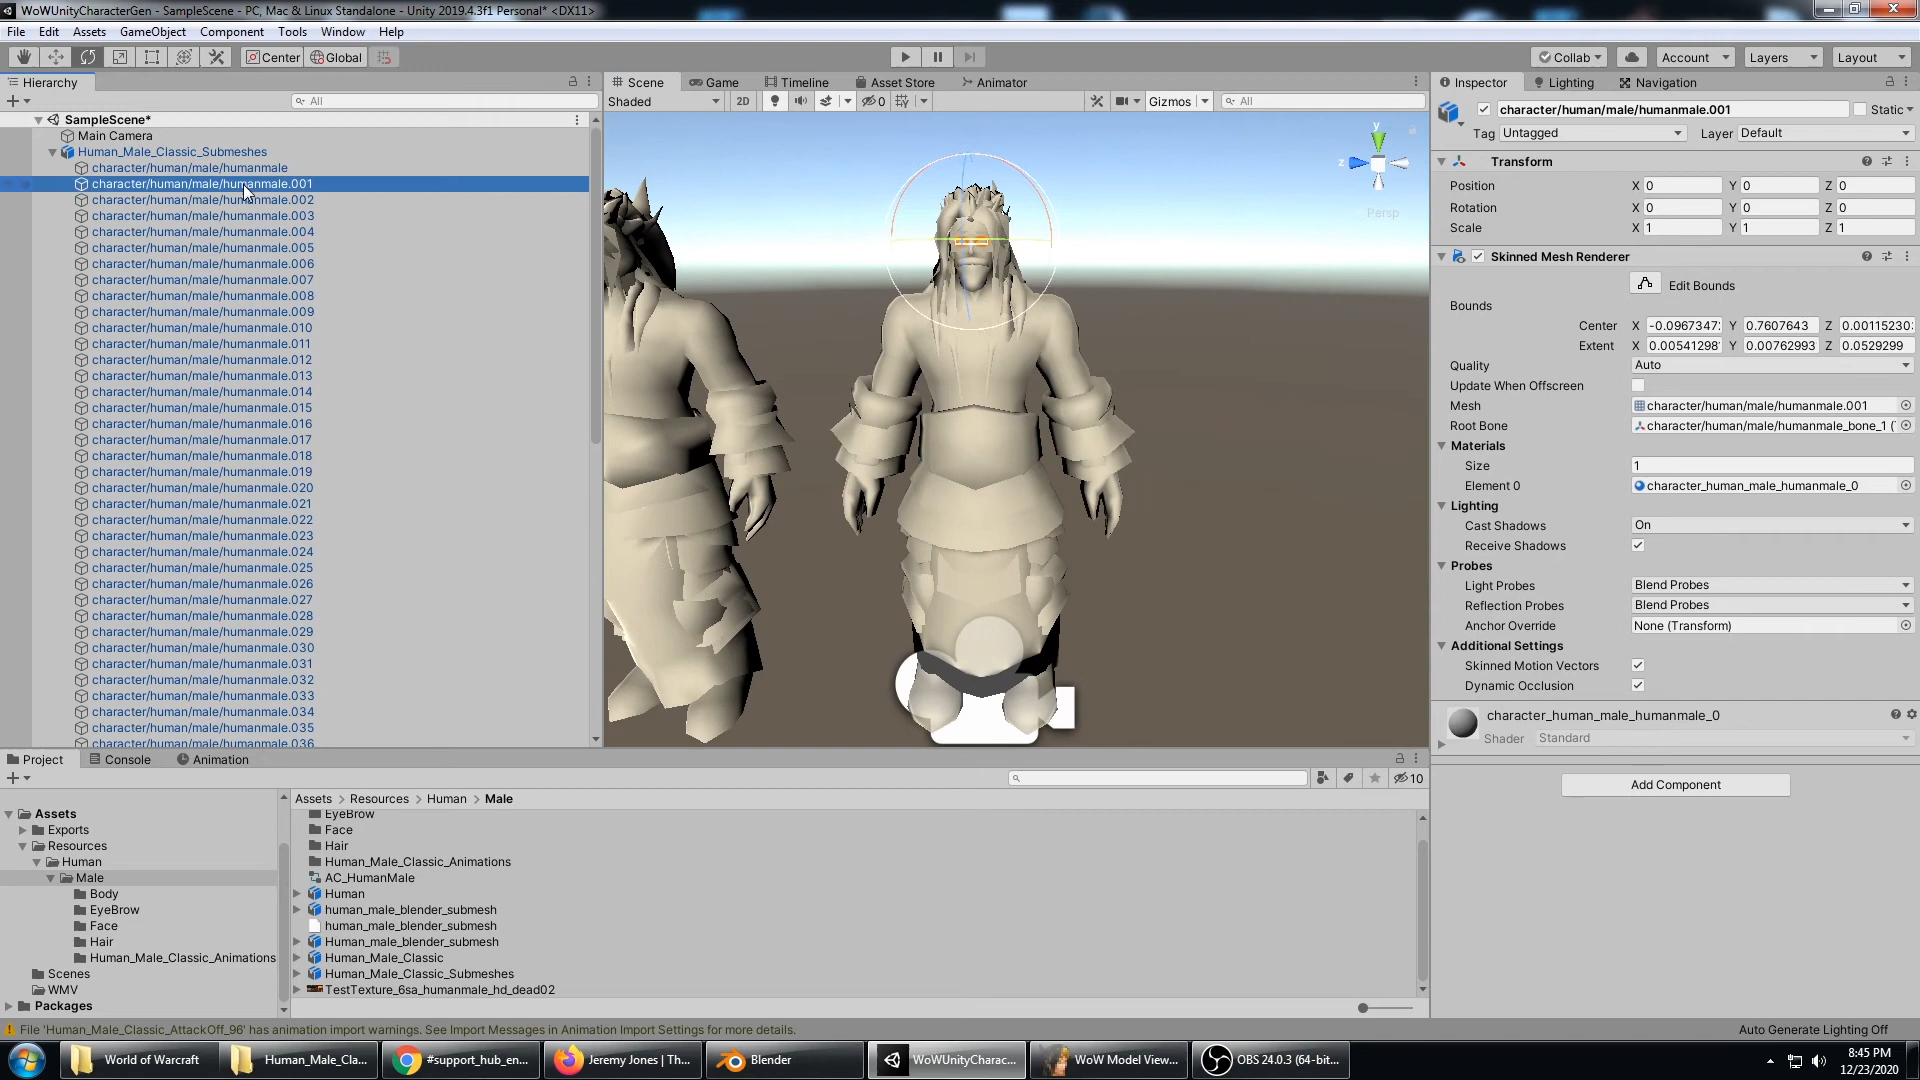 WoWUnityCharacterGen - SampleScene - PC, Mac & Linux Standalone - Unity 2019.4.3f1 Personal* <DX11>
File Edit Assets GameObject Component Tools Window Help
Center Global Collab Account Layers Layout
Hierarchy
All
SampleScene*
Main Camera
Human_Male_Classic_Submeshes
character/human/male/humanmale
character/human/male/humanmale.001
character/human/male/humanmale.002
character/human/male/humanmale.003
character/human/male/humanmale.004
character/human/male/humanmale.005
character/human/male/humanmale.006
character/human/male/humanmale.007
character/human/male/humanmale.008
character/human/male/humanmale.009
character/human/male/humanmale.010
character/human/male/humanmale.011
character/human/male/humanmale.012
character/human/male/humanmale.013
character/human/male/humanmale.014
character/human/male/humanmale.015
character/human/male/humanmale.016
character/human/male/humanmale.017
character/human/male/humanmale.018
character/human/male/humanmale.019
character/human/male/humanmale.020
character/human/male/humanmale.021
character/human/male/humanmale.022
character/human/male/humanmale.023
character/human/male/humanmale.024
character/human/male/humanmale.025
character/human/male/humanmale.026
character/human/male/humanmale.027
character/human/male/humanmale.028
character/human/male/humanmale.029
character/human/male/humanmale.030
character/human/male/humanmale.031
character/human/male/humanmale.032
character/human/male/humanmale.033
character/human/male/humanmale.034
character/human/male/humanmale.035
character/human/male/humanmale.036
Scene Game Timeline Asset Store Animator
Shaded 2D 0 Gizmos All
y
z
Persp
Inspector Lighting Navigation
character/human/male/humanmale.001 Static
Tag Untagged Layer Default
Transform
Position X 0 Y 0 Z 0
Rotation X 0 Y 0 Z 0
Scale X 1 Y 1 Z 1
Skinned Mesh Renderer
Edit Bounds
Bounds
Center X -0.0967347 Y 0.7607643 Z 0.00115230
Extent X 0.00541298 Y 0.00762993 Z 0.0529299
Quality Auto
Update When Offscreen
Mesh character/human/male/humanmale.001
Root Bone character/human/male/humanmale_bone_1 (
Materials
Size 1
Element 0 character_human_male_humanmale_0
Lighting
Cast Shadows On
Receive Shadows
Probes
Light Probes Blend Probes
Reflection Probes Blend Probes
Anchor Override None (Transform)
Additional Settings
Skinned Motion Vectors
Dynamic Occlusion
character_human_male_humanmale_0
Shader Standard
Add Component
Project Console Animation
10
Assets
Exports
Resources
Human
Male
Body
EyeBrow
Face
Hair
Human_Male_Classic_Animations
Scenes
WMV
Packages
Assets > Resources > Human > Male
EyeBrow
Face
Hair
Human_Male_Classic_Animations
AC_HumanMale
Human
human_male_blender_submesh
human_male_blender_submesh
Human_male_blender_submesh
Human_Male_Classic
Human_Male_Classic_Submeshes
TestTexture_6sa_humanmale_hd_dead02
File 'Human_Male_Classic_AttackOff_96' has animation import warnings. See Import Messages in Animation Import Settings for more details.
Auto Generate Lighting Off
World of Warcraft Human_Male_Cla... #support_hub_en... Jeremy Jones | Th... Blender WoWUnityCharac... WoW Model View... OBS 24.0.3 (64-bit...
8:45 PM
12/23/2020